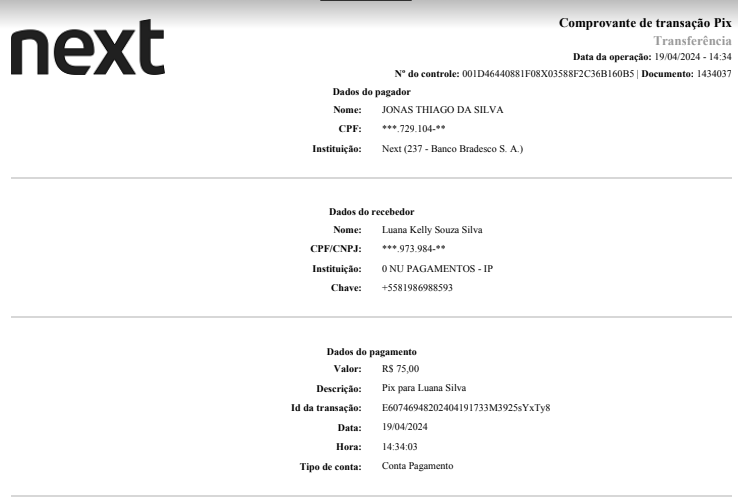 next
Comprovante de transação Pix
Transferência
Data da operação: 19/04/2024 - 14:34
Nº do controle: 001D46440881F08X03588F2C36B160B5 | Documento: 1434037
Dados do pagador
Nome: JONAS THIAGO DA SILVA
CPF: ***.729.104-**
Instituição: Next (237 - Banco Bradesco S. A.)
Dados do recebedor
Nome: Luana Kelly Souza Silva
CPF/CNPJ: ***.973.984-**
Instituição: 0 NU PAGAMENTOS - IP
Chave: +5581986988593
Dados do pagamento
Valor: R$ 75,00
Descrição: Pix para Luana Silva
Id da transação: E60746948202404191733M3925sYxTy8
Data: 19/04/2024
Hora: 14:34:03
Tipo de conta: Conta Pagamento